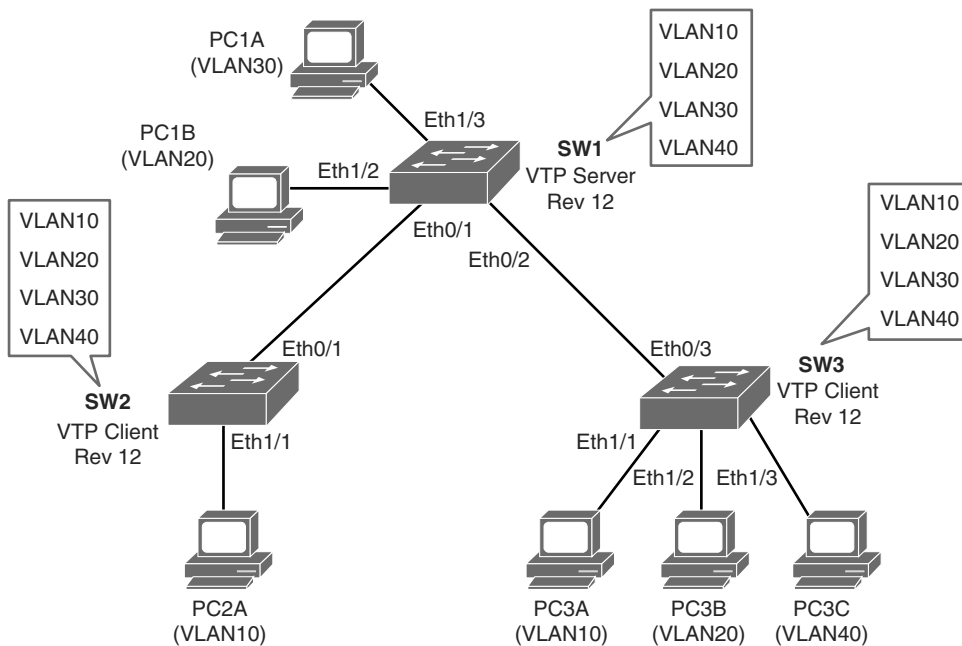 PC1A
(VLAN30)
Eth1/3
PC1B
(VLAN20)
Eth1/2
SW1
VTP Server
Rev 12
VLAN10
VLAN20
VLAN30
VLAN40
Eth0/1
Eth0/2
VLAN10
VLAN20
VLAN30
VLAN40
Eth0/1
SW2
VTP Client
Rev 12
Eth1/1
PC2A
(VLAN10)
VLAN10
VLAN20
VLAN30
VLAN40
Eth0/3
SW3
VTP Client
Rev 12
Eth1/1
Eth1/2
Eth1/3
PC3A
(VLAN10)
PC3B
(VLAN20)
PC3C
(VLAN40)